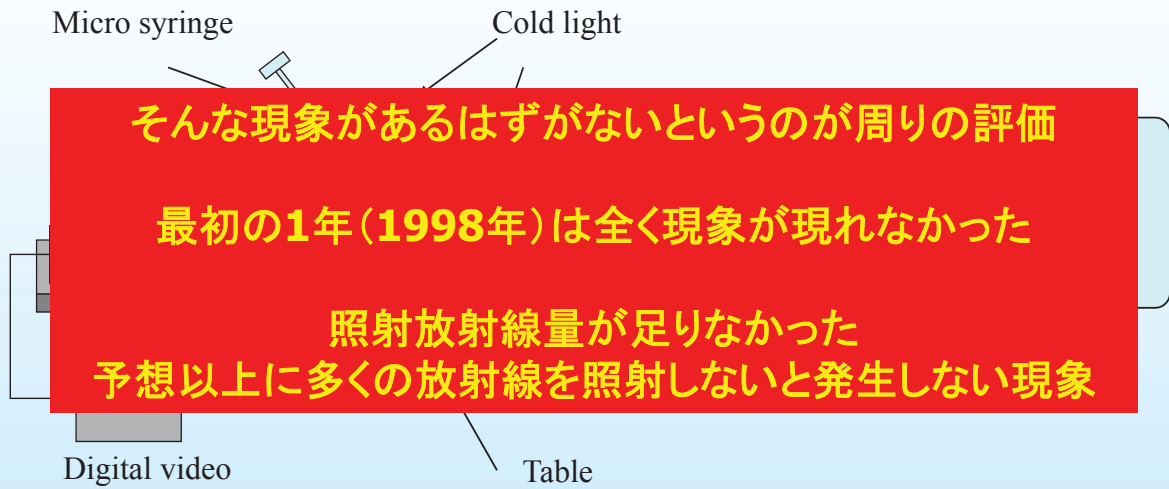 Micro syringe
Cold light
そんな現象があるはずがないというのが周りの評価
最初の1年（1998年）は全く現象が現れなかった
照射放射線量が足りなかった
予想以上に多くの放射線を照射しないと発生しない現象
Digital video
Table